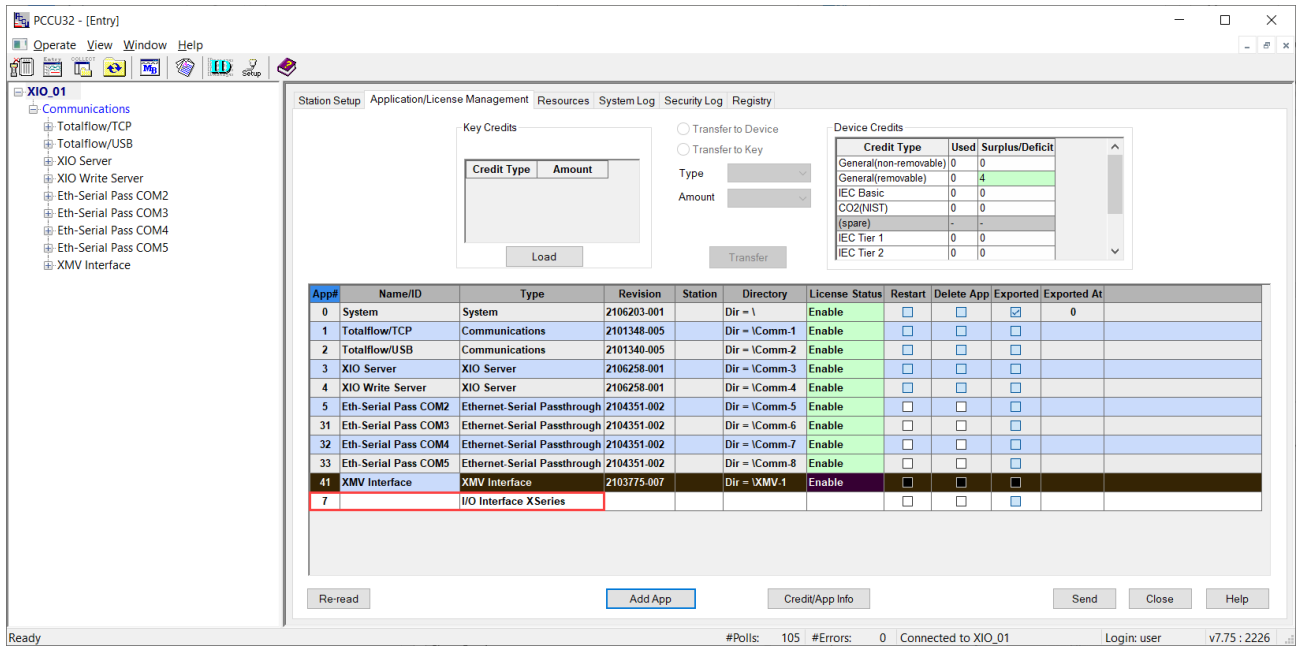 PCCU32 - [Entry]
Operate View Window Help
Entry COLLECT MB ID Setup
XIO_01
Communications
Totalflow/TCP
Totalflow/USB
XIO Server
XIO Write Server
Eth-Serial Pass COM2
Eth-Serial Pass COM3
Eth-Serial Pass COM4
Eth-Serial Pass COM5
XMV Interface
Station Setup Application/License Management Resources System Log Security Log Registry
Key Credits
Credit Type Amount
Load
Transfer to Device
Transfer to Key
Type
Amount
Transfer
Device Credits
Credit Type Used Surplus/Deficit
General(non-removable) 0 0
General(removable) 0 4
IEC Basic 0 0
CO2(NIST) 0 0
(spare) - -
IEC Tier 1 0 0
IEC Tier 2 0 0
App# Name/ID Type Revision Station Directory License Status Restart Delete App Exported Exported At
0 System System 2106203-001 Dir = \ Enable 0
1 Totalflow/TCP Communications 2101348-005 Dir = \Comm-1 Enable
2 Totalflow/USB Communications 2101340-005 Dir = \Comm-2 Enable
3 XIO Server XIO Server 2106258-001 Dir = \Comm-3 Enable
4 XIO Write Server XIO Server 2106258-001 Dir = \Comm-4 Enable
5 Eth-Serial Pass COM2 Ethernet-Serial Passthrough 2104351-002 Dir = \Comm-5 Enable
31 Eth-Serial Pass COM3 Ethernet-Serial Passthrough 2104351-002 Dir = \Comm-6 Enable
32 Eth-Serial Pass COM4 Ethernet-Serial Passthrough 2104351-002 Dir = \Comm-7 Enable
33 Eth-Serial Pass COM5 Ethernet-Serial Passthrough 2104351-002 Dir = \Comm-8 Enable
41 XMV Interface XMV Interface 2103775-007 Dir = \XMV-1 Enable
7 I/O Interface XSeries
Re-read Add App Credit/App Info Send Close Help
Ready #Polls: 105 #Errors: 0 Connected to XIO_01 Login: user v7.75 : 2226